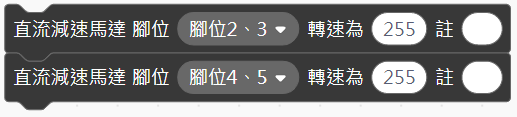 直流減速馬達 腳位 腳位2、3 轉速為 255 註
直流減速馬達 腳位 腳位4、5 轉速為 255 註